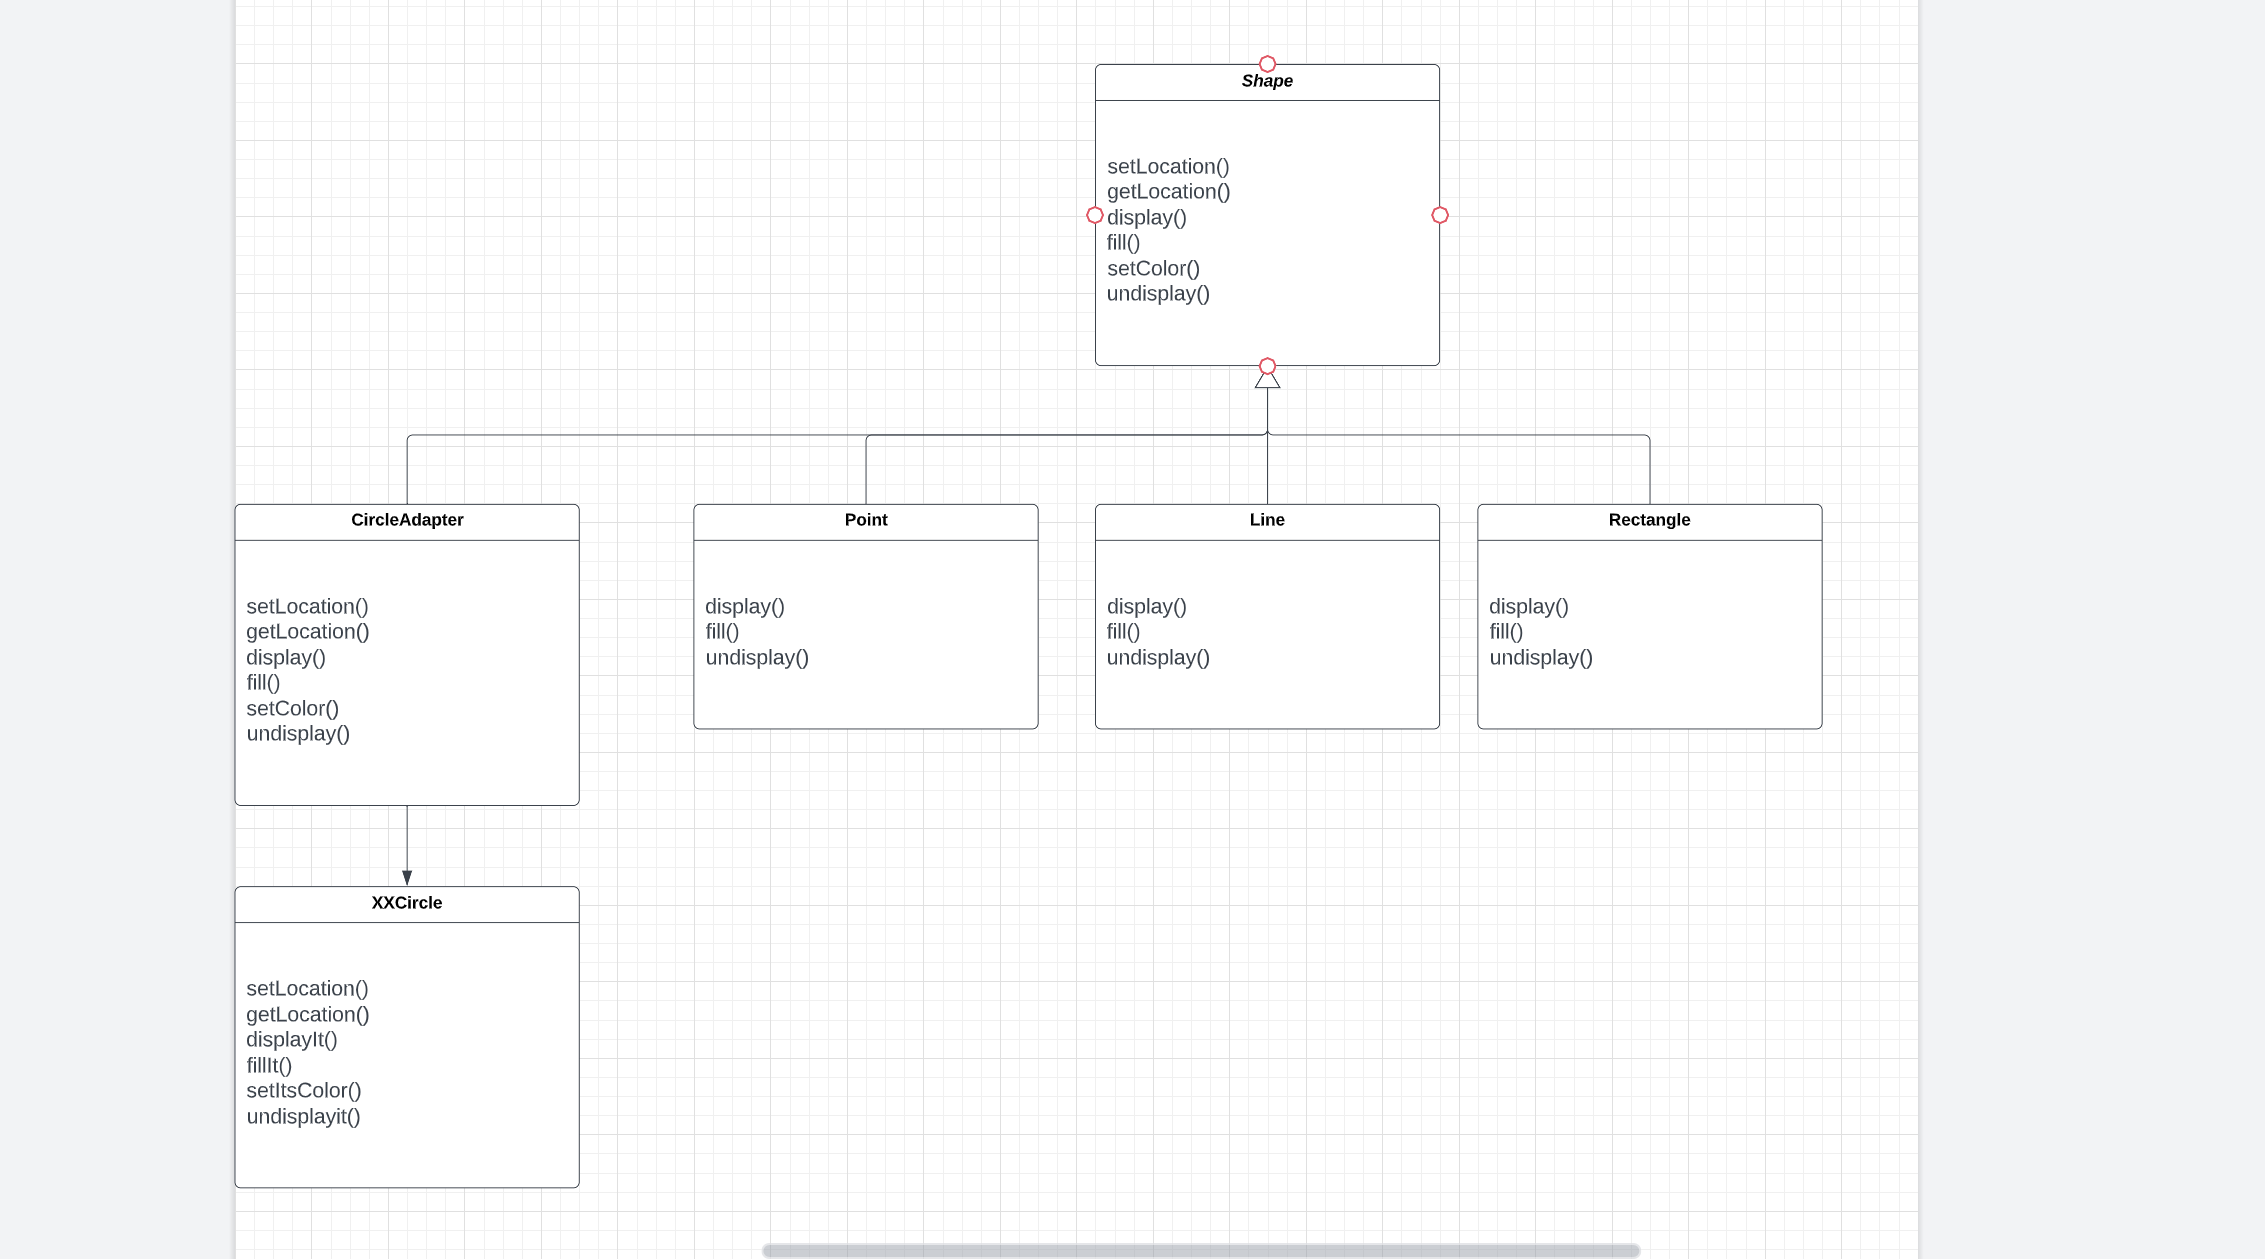 Shape
setLocation()
getLocation()
display()
fill()
setColor()
undisplay()
CircleAdapter
setLocation()
getLocation()
display()
fill()
setColor()
undisplay()
Point
display()
fill()
undisplay()
Line
display()
fill()
undisplay()
Rectangle
display()
fill()
undisplay()
XXCircle
setLocation()
getLocation()
displayIt()
fillIt()
setItsColor()
undisplayit()